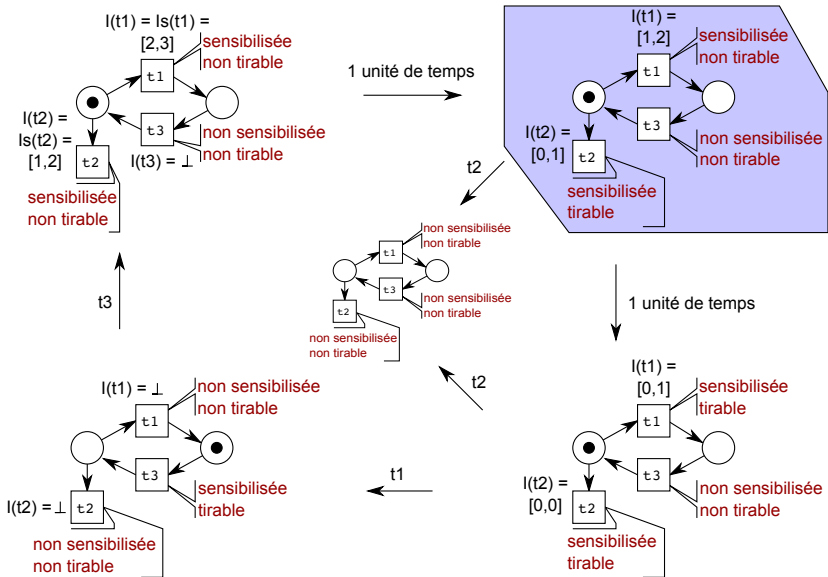 I(t1) = Is(t1) =
[2,3]
sensibilisée
non tirable
t1
I(t2) =
Is(t2) =
[1,2]
t3
non sensibilisée
non tirable
I(t3) = ⊥
t2
sensibilisée
non tirable
1 unité de temps
I(t1) =
[1,2]
sensibilisée
non tirable
t1
I(t2) =
[0,1]
t3
non sensibilisée
non tirable
t2
sensibilisée
tirable
t2
non sensibilisée
non tirable
t1
t3
non sensibilisée
non tirable
t2
non sensibilisée
non tirable
t3
1 unité de temps
t2
I(t1) = ⊥
non sensibilisée
non tirable
t1
t3
sensibilisée
tirable
I(t2) = ⊥
t2
non sensibilisée
non tirable
t1
I(t1) =
[0,1]
sensibilisée
tirable
t1
I(t2) =
[0,0]
t3
non sensibilisée
non tirable
t2
sensibilisée
tirable